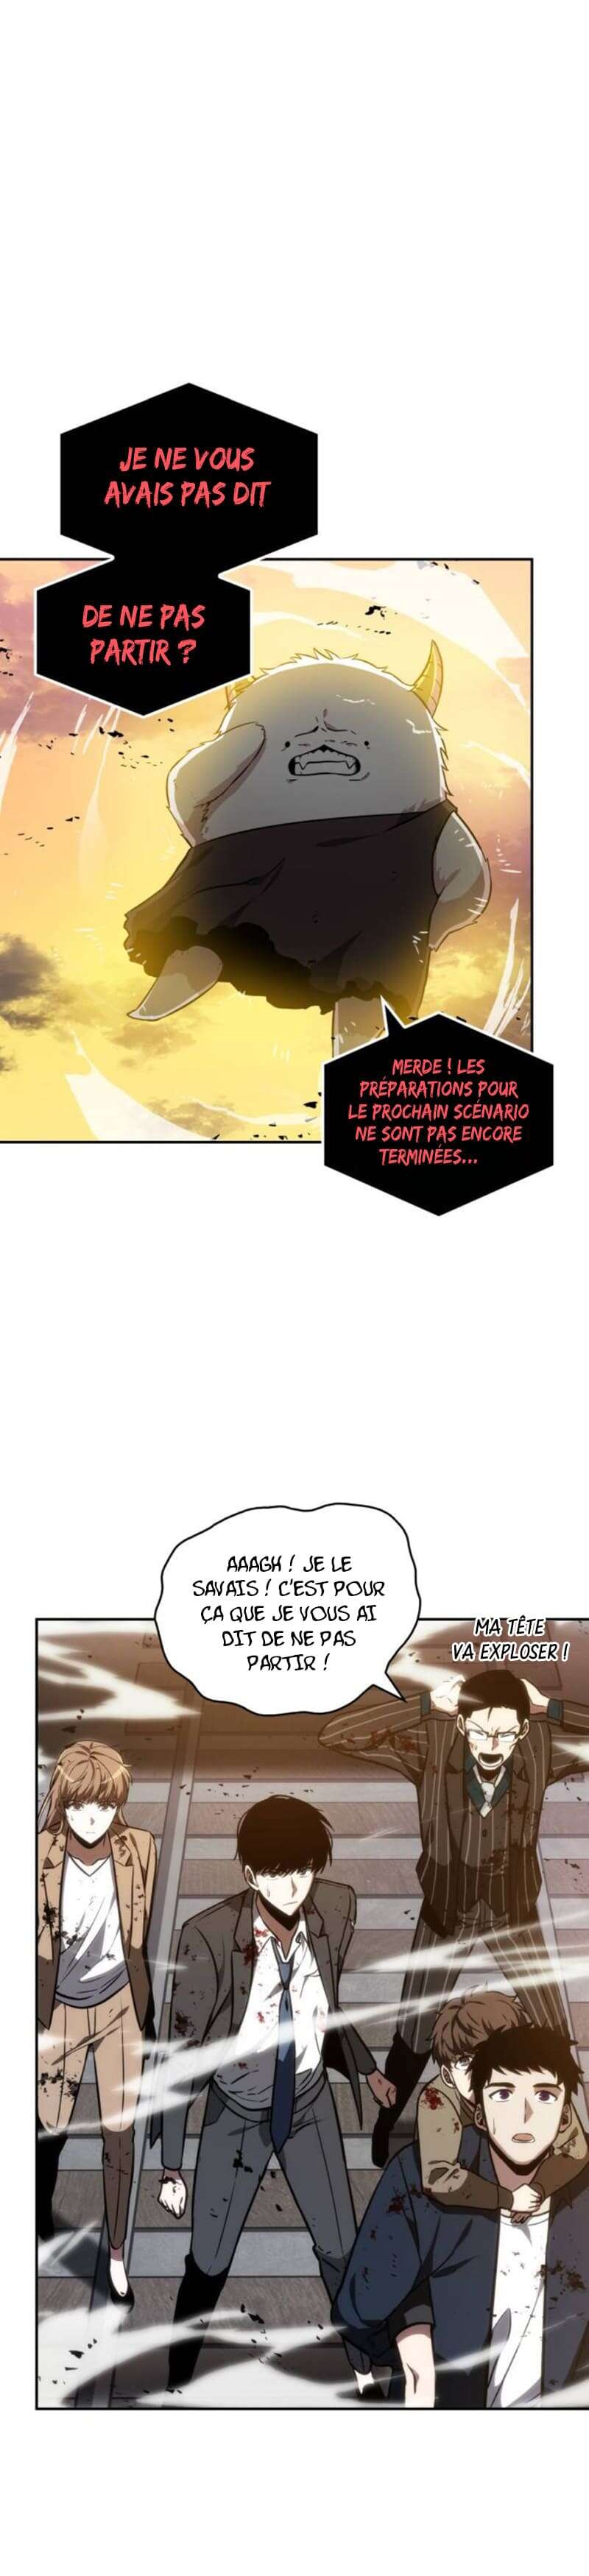 JE NE VOUS
AVAIS PAS DIT
DE NE PAS
PARTIR ?
MERDE ! LES
PRÉPARATIONS POUR
LE PROCHAIN SCÉNARIO
NE SONT PAS ENCORE
TERMINÉES...
AAAGH ! JE LE
SAVAIS ! C'EST POUR
ÇA QUE JE VOUS AI
DIT DE NE PAS
PARTIR !
MA TÊTE
VA EXPLOSER !